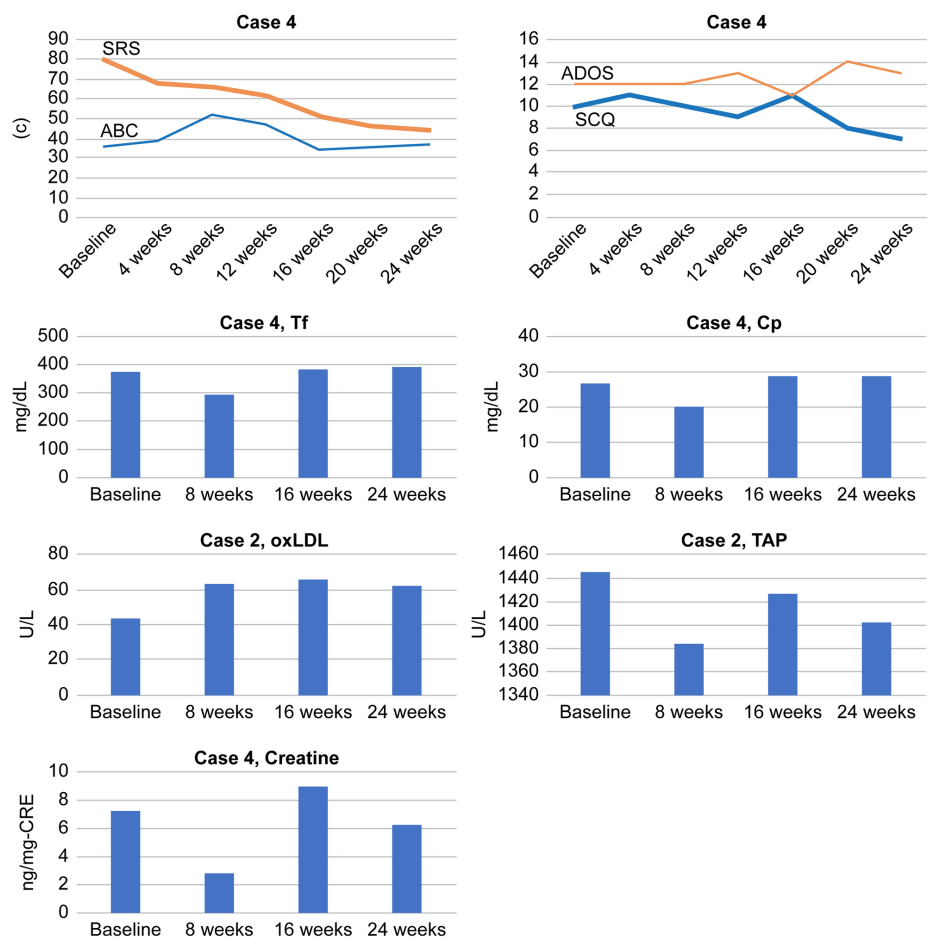 Case 4
90
80
70
60
50
40
30
20
10
0
(c)
SRS
ABC
Baseline
4 weeks
8 weeks
12 weeks
16 weeks
20 weeks
24 weeks
Case 4
16
14
12
10
8
6
4
2
0
ADOS
SCQ
Baseline
4 weeks
8 weeks
12 weeks
16 weeks
20 weeks
24 weeks
Case 4, Tf
500
400
300
200
100
0
mg/dL
Baseline 8 weeks 16 weeks 24 weeks
Case 4, Cp
40
30
20
10
0
mg/dL
Baseline 8 weeks 16 weeks 24 weeks
Case 2, oxLDL
80
60
40
20
0
U/L
Baseline 8 weeks 16 weeks 24 weeks
Case 2, TAP
1460
1440
1420
1400
1380
1360
1340
U/L
Baseline 8 weeks 16 weeks 24 weeks
Case 4, Creatine
10
8
6
4
2
0
ng/mg-CRE
Baseline 8 weeks 16 weeks 24 weeks